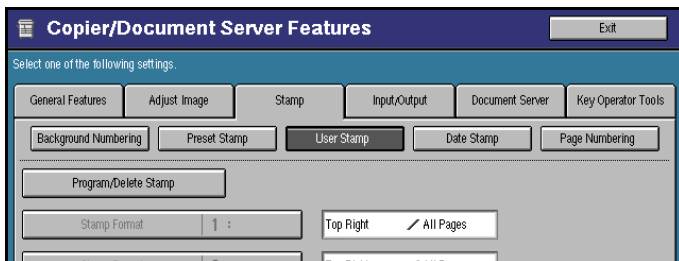 Copier/Document Server Features
Exit
Select one of the following settings.
General Features Adjust Image Stamp Input/Output Document Server Key Operator Tools
Background Numbering Preset Stamp User Stamp Date Stamp Page Numbering
Program/Delete Stamp
Stamp Format 1 : Top Right / All Pages